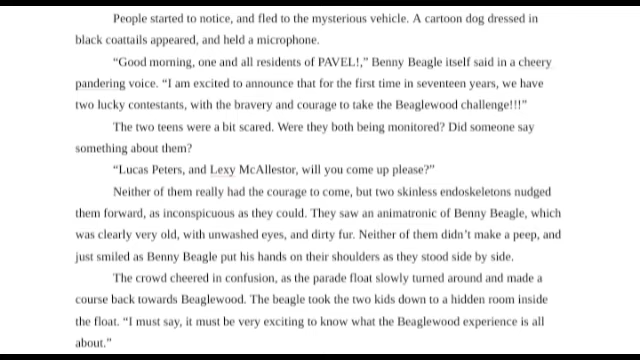 People started to notice, and fled to the mysterious vehicle. A cartoon dog dressed in
black coattails appeared, and held a microphone.
“Good morning, one and all residents of PAVEL!,” Benny Beagle itself said in a cheery
pandering voice. “I am excited to announce that for the first time in seventeen years, we have
two lucky contestants, with the bravery and courage to take the Beaglewood challenge!!!”
The two teens were a bit scared. Were they both being monitored? Did someone say
something about them?
“Lucas Peters, and Lexy McAllestor, will you come up please?”
Neither of them really had the courage to come, but two skinless endoskeletons nudged
them forward, as inconspicuous as they could. They saw an animatronic of Benny Beagle, which
was clearly very old, with unwashed eyes, and dirty fur. Neither of them didn’t make a peep, and
just smiled as Benny Beagle put his hands on their shoulders as they stood side by side.
The crowd cheered in confusion, as the parade float slowly turned around and made a
course back towards Beaglewood. The beagle took the two kids down to a hidden room inside
the float. “I must say, it must be very exciting to know what the Beaglewood experience is all
about.”